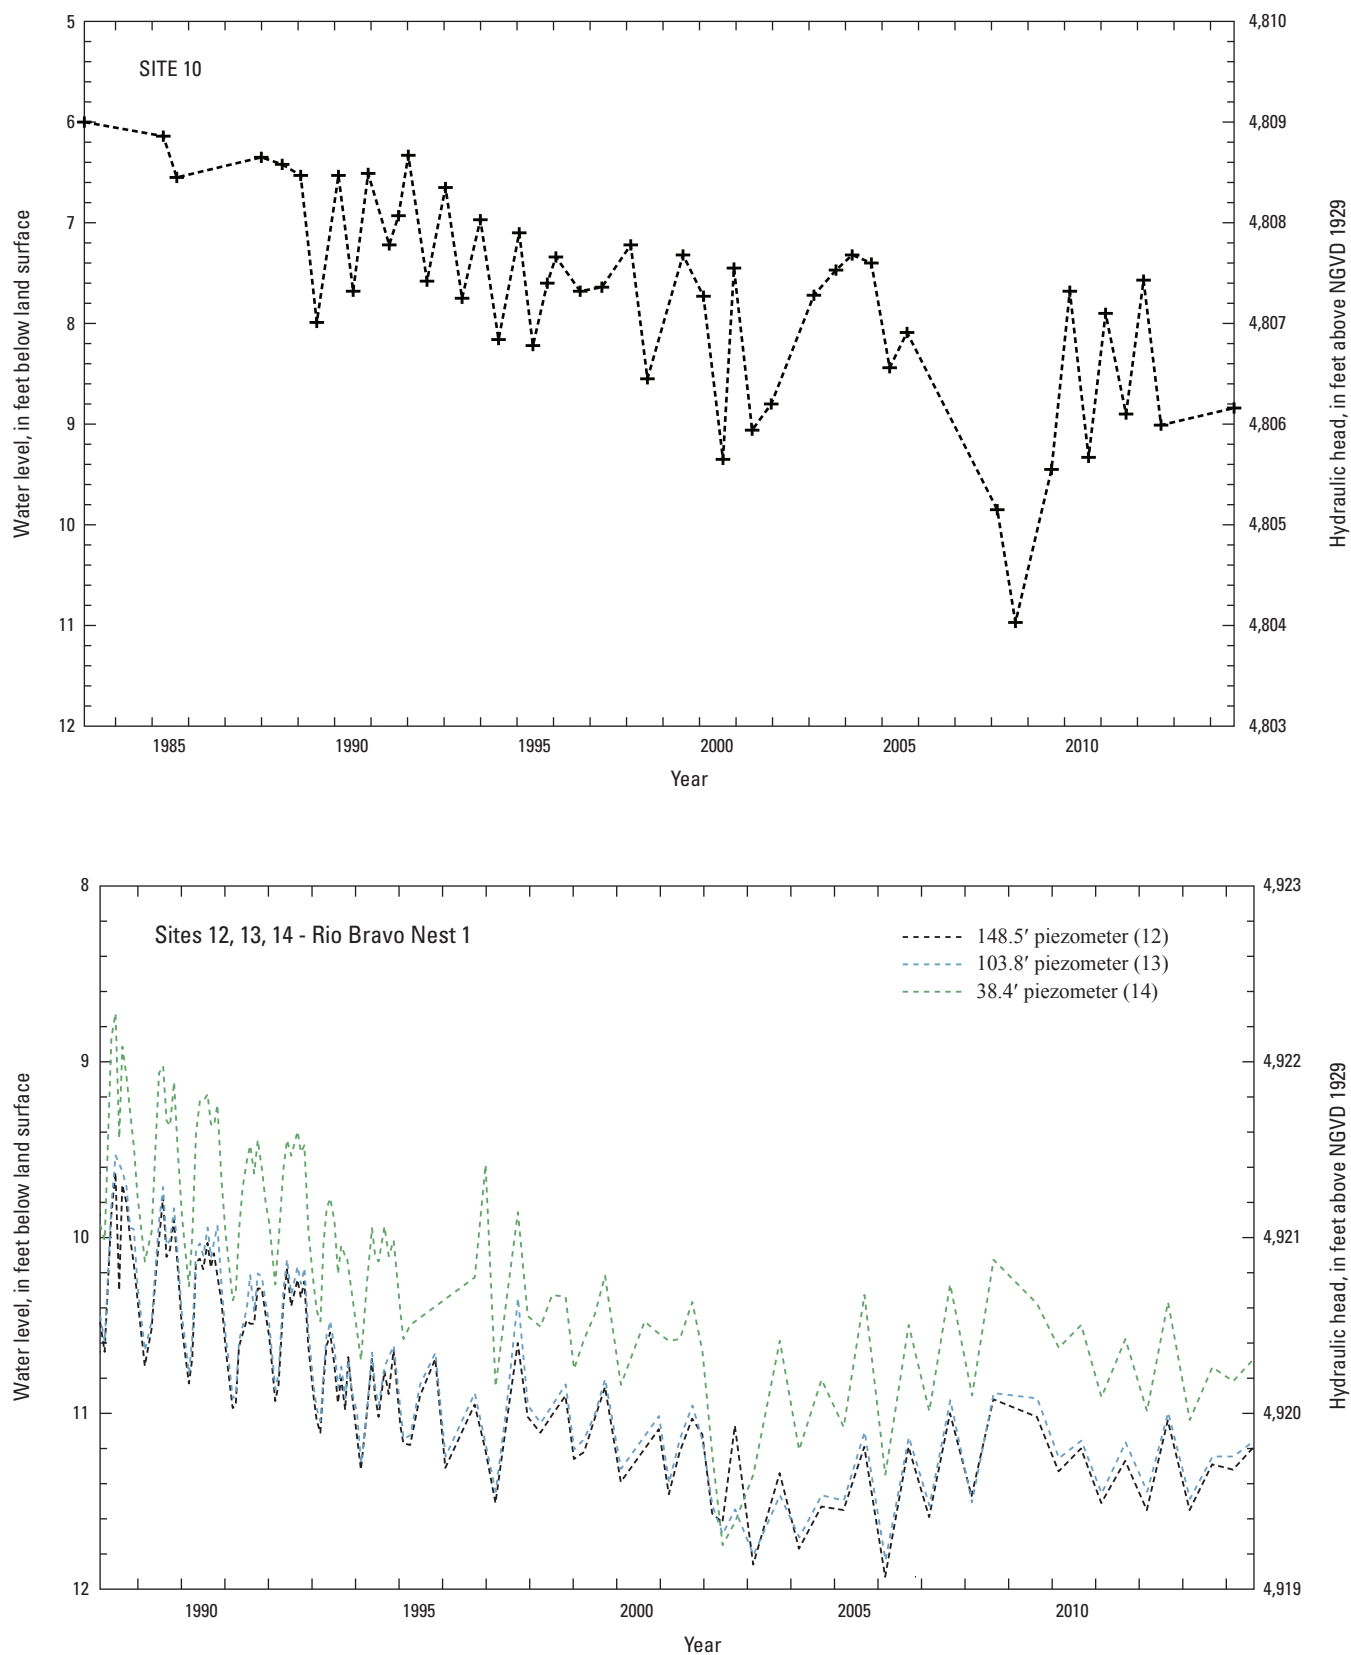 5
6
7
8
9
10
11
12
Water level, in feet below land surface
SITE 10
4,810
4,809
4,808
4,807
4,806
4,805
4,804
4,803
Hydraulic head, in feet above NGVD 1929
1985 1990 1995 2000 2005 2010
Year
8
9
10
11
12
Water level, in feet below land surface
Sites 12, 13, 14 - Rio Bravo Nest 1
148.5′ piezometer (12)
103.8′ piezometer (13)
38.4′ piezometer (14)
4,923
4,922
4,921
4,920
4,919
Hydraulic head, in feet above NGVD 1929
1990 1995 2000 2005 2010
Year